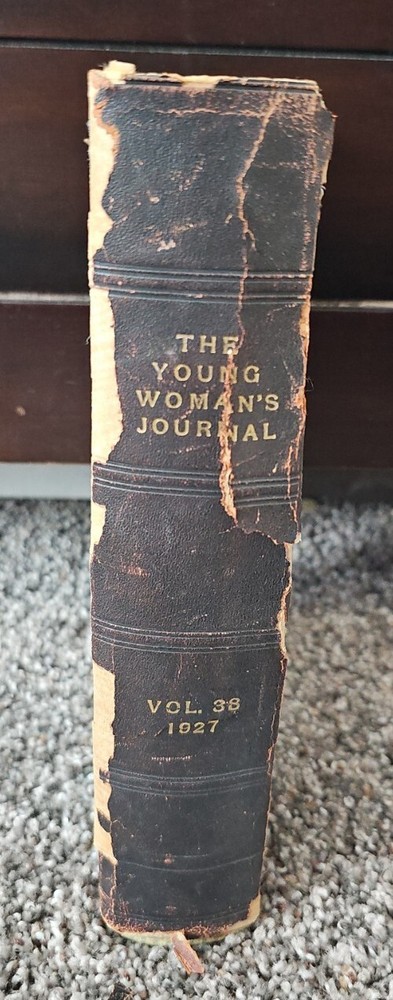 THE
YOUNG
WOMAN'S
JOURNAL
VOL. 38
1927